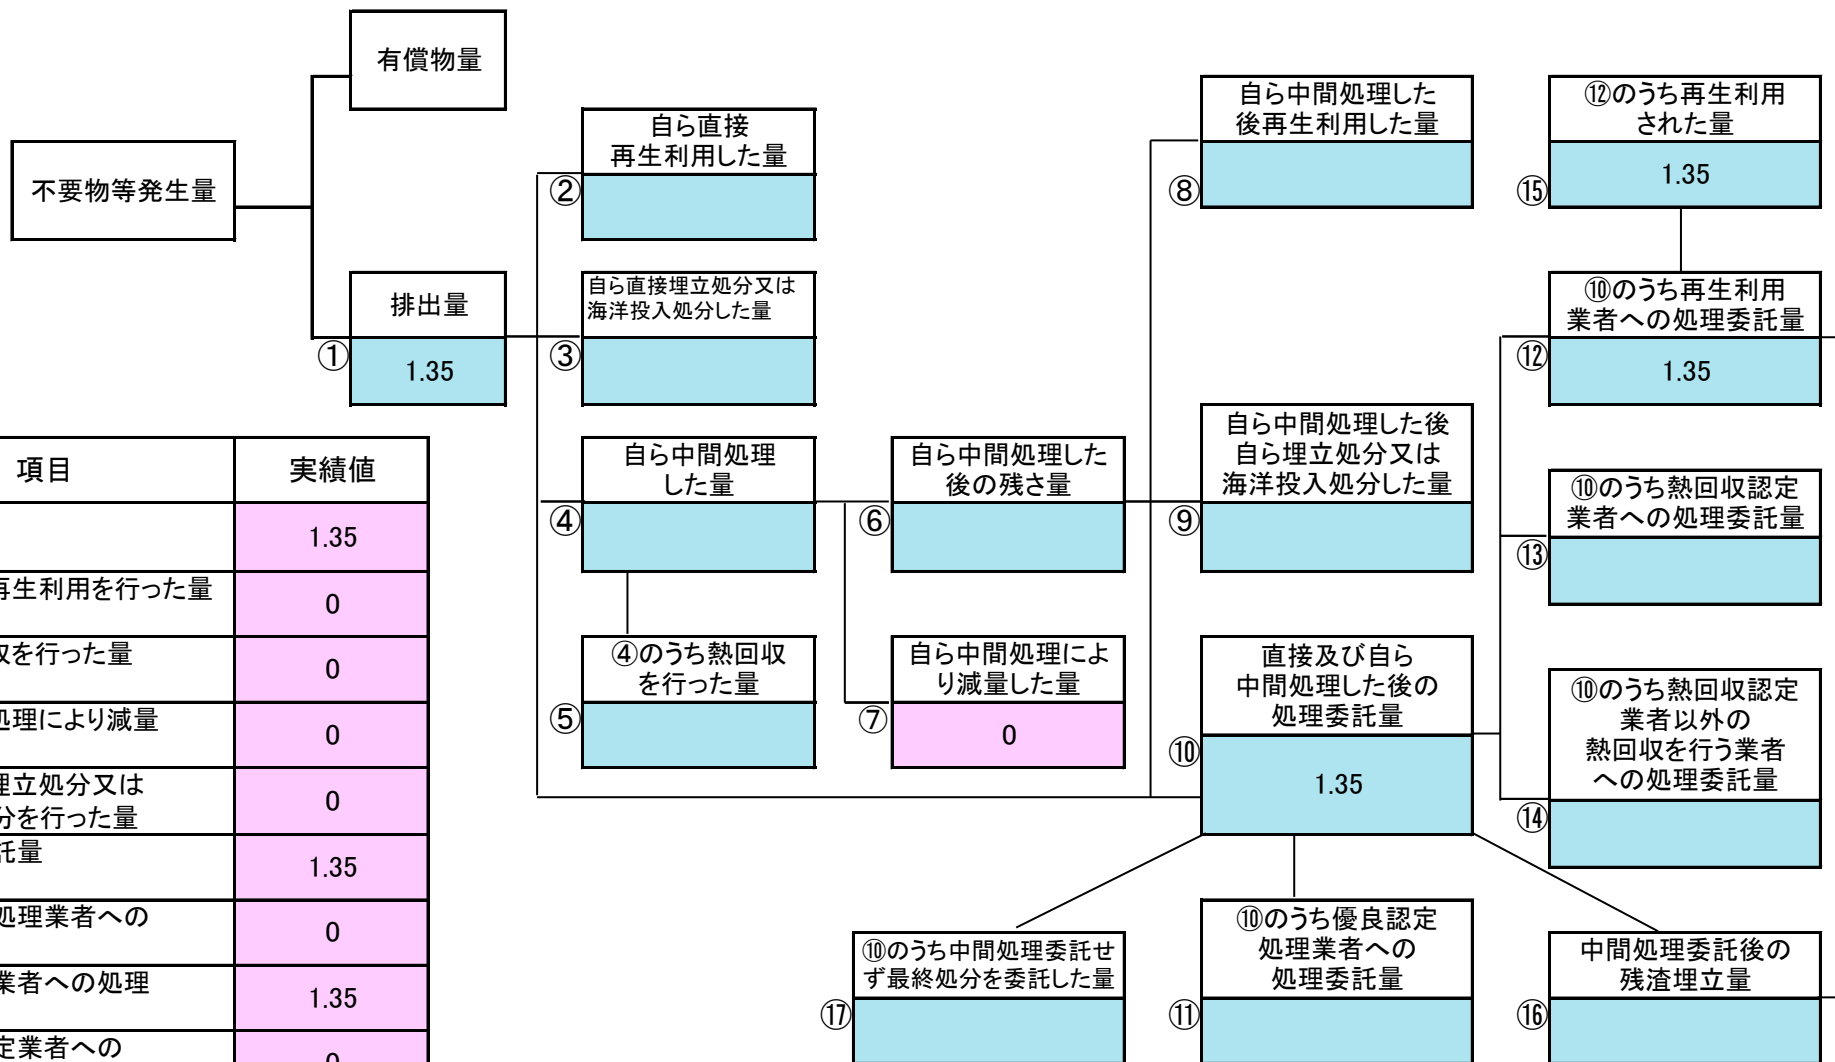 有償物量
不要物等発生量
排出量
①
1.35
自ら直接
再生利用した量
②
自ら直接埋立処分又は
海洋投入処分した量
③
自ら中間処理
した量
④
④のうち熱回収
を行った量
⑤
自ら中間処理した
後の残さ量
⑥
自ら中間処理によ
り減量した量
⑦
0
自ら中間処理した
後再生利用した量
⑧
自ら中間処理した後
自ら埋立処分又は
海洋投入処分した量
⑨
直接及び自ら
中間処理した後の
処理委託量
⑩
1.35
⑫のうち再生利用
された量
⑮
1.35
⑩のうち再生利用
業者への処理委託量
⑫
1.35
⑩のうち熱回収認定
業者への処理委託量
⑬
⑩のうち熱回収認定
業者以外の
熱回収を行う業者
への処理委託量
⑭
⑩のうち中間処理委託せ
ず最終処分を委託した量
⑰
⑩のうち優良認定
処理業者への
処理委託量
⑪
中間処理委託後の
残渣埋立量
⑯
項目 実績値
1.35
再生利用を行った量 0
収を行った量 0
処理により減量 0
埋立処分又は
分を行った量 0
託量 1.35
処理業者への 0
業者への処理 1.35
定業者への 0